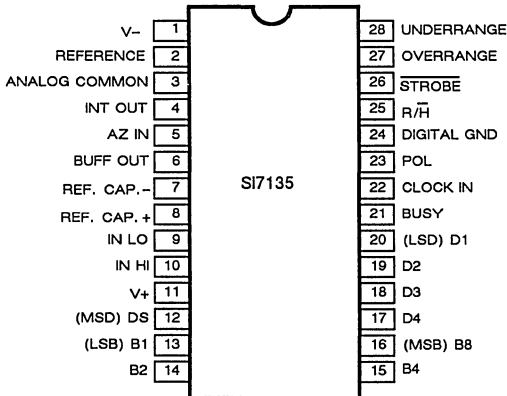 V- 1
REFERENCE 2
ANALOG COMMON 3
INT OUT 4
AZ IN 5
BUFF OUT 6
REF. CAP.- 7
REF. CAP.+ 8
IN LO 9
IN HI 10
V+ 11
(MSD) DS 12
(LSB) B1 13
B2 14
Si7135
28 UNDERRANGE
27 OVERRANGE
26 STROBE
25 R/H
24 DIGITAL GND
23 POL
22 CLOCK IN
21 BUSY
20 (LSD) D1
19 D2
18 D3
17 D4
16 (MSB) B8
15 B4